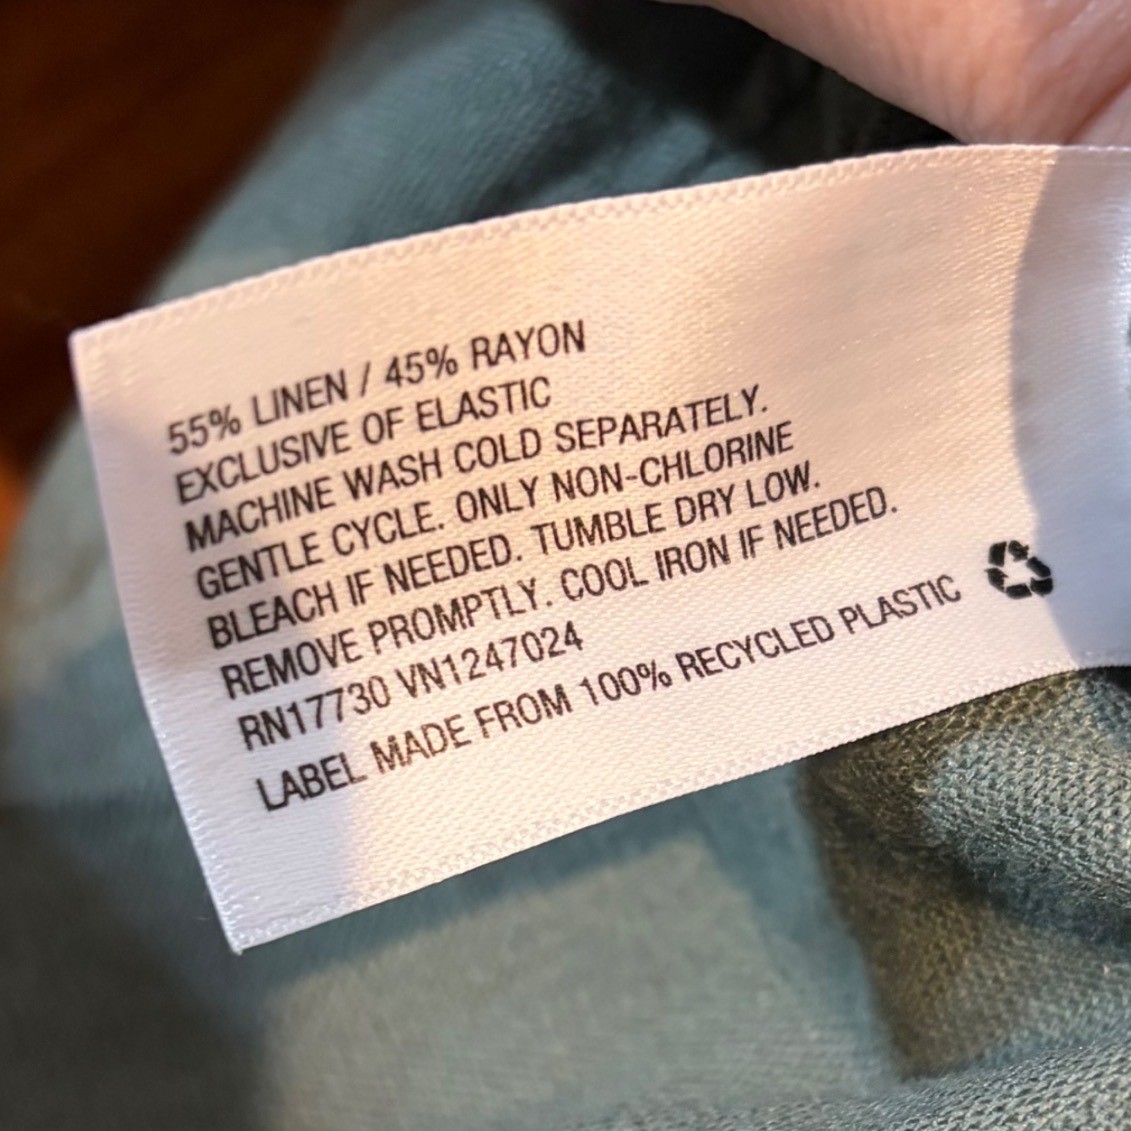 55% LINEN / 45% RAYON
EXCLUSIVE OF ELASTIC
MACHINE WASH COLD SEPARATELY.
GENTLE CYCLE. ONLY NON-CHLORINE
BLEACH IF NEEDED. TUMBLE DRY LOW.
REMOVE PROMPTLY. COOL IRON IF NEEDED.
RN17730 VN1247024
LABEL MADE FROM 100% RECYCLED PLASTIC